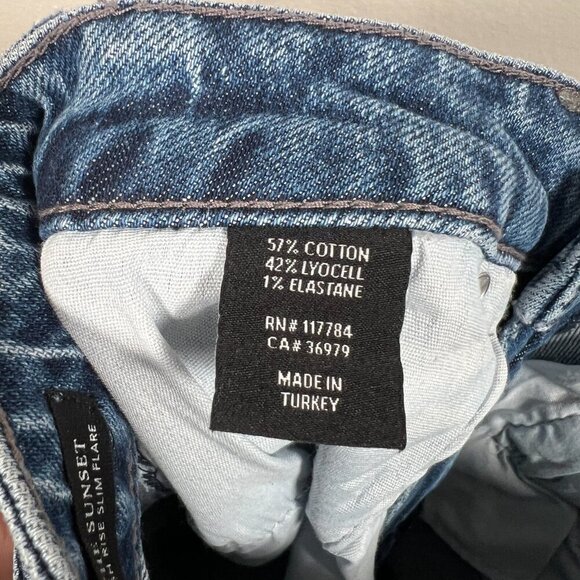 57% COTTON
42% LYOCELL
1% ELASTANE
RN# 117784
CA# 36979
MADE IN
TURKEY
SUNSET
RISE SLIM FLARE